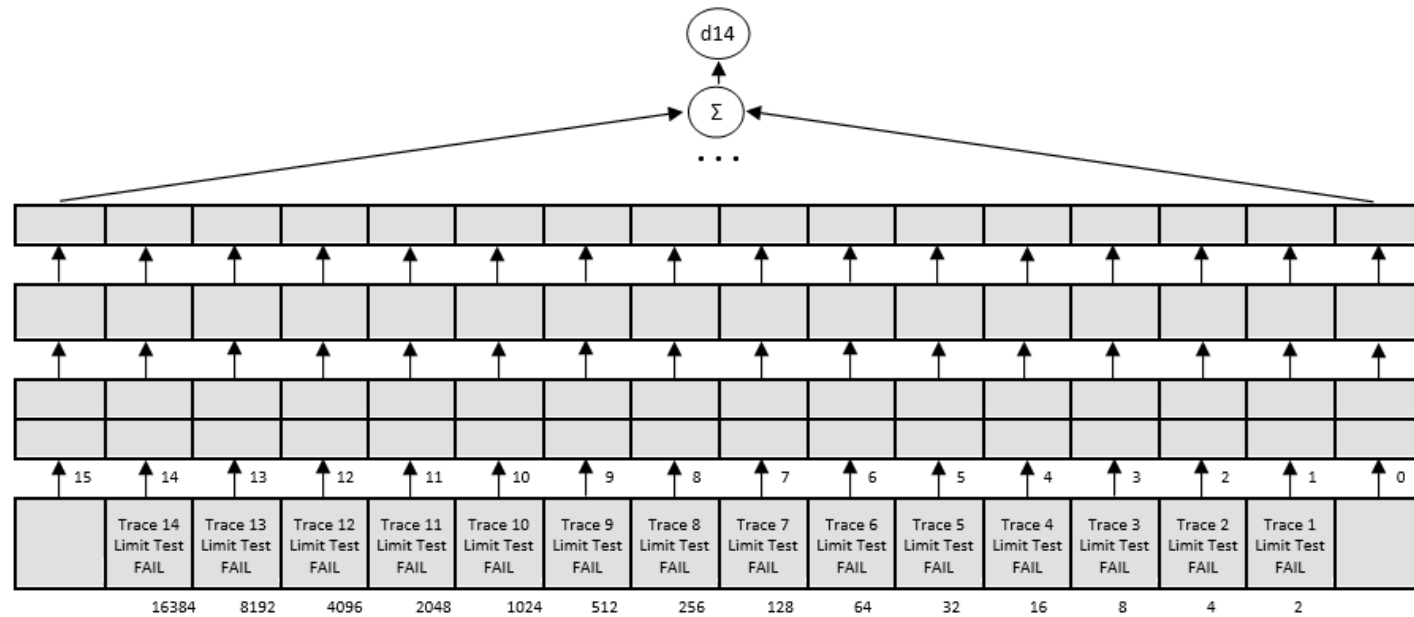 d14
Σ
...
15 14 13 12 11 10 9 8 7 6 5 4 3 2 1 0
Trace 14 Trace 13 Trace 12 Trace 11 Trace 10 Trace 9 Trace 8 Trace 7 Trace 6 Trace 5 Trace 4 Trace 3 Trace 2 Trace 1
Limit Test Limit Test Limit Test Limit Test Limit Test Limit Test Limit Test Limit Test Limit Test Limit Test Limit Test Limit Test Limit Test Limit Test
FAIL FAIL FAIL FAIL FAIL FAIL FAIL FAIL FAIL FAIL FAIL FAIL FAIL FAIL
16384 8192 4096 2048 1024 512 256 128 64 32 16 8 4 2